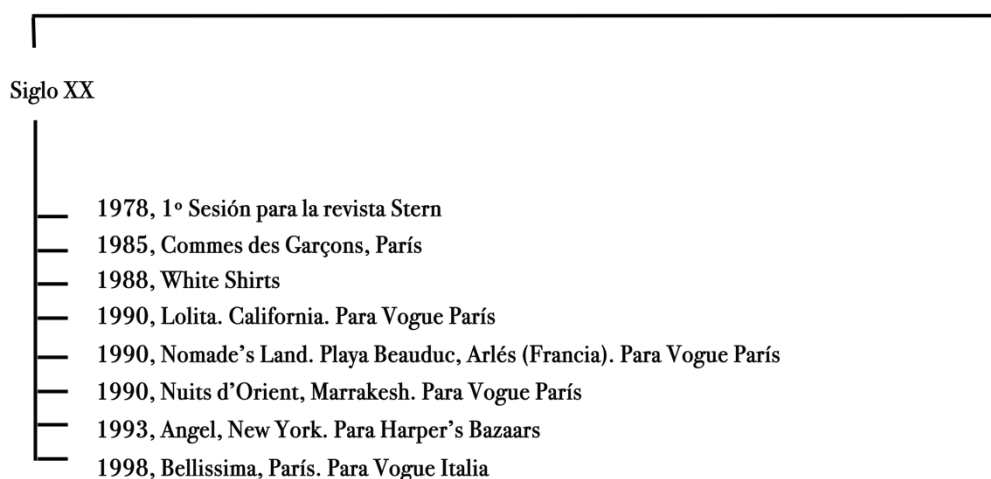 Siglo XX
1978, 1º Sesión para la revista Stern
1985, Commes des Garçons, París
1988, White Shirts
1990, Lolita. California. Para Vogue París
1990, Nomade’s Land. Playa Beauduc, Arlés (Francia). Para Vogue París
1990, Nuits d’Orient, Marrakesh. Para Vogue París
1993, Angel, New York. Para Harper’s Bazaars
1998, Bellissima, París. Para Vogue Italia